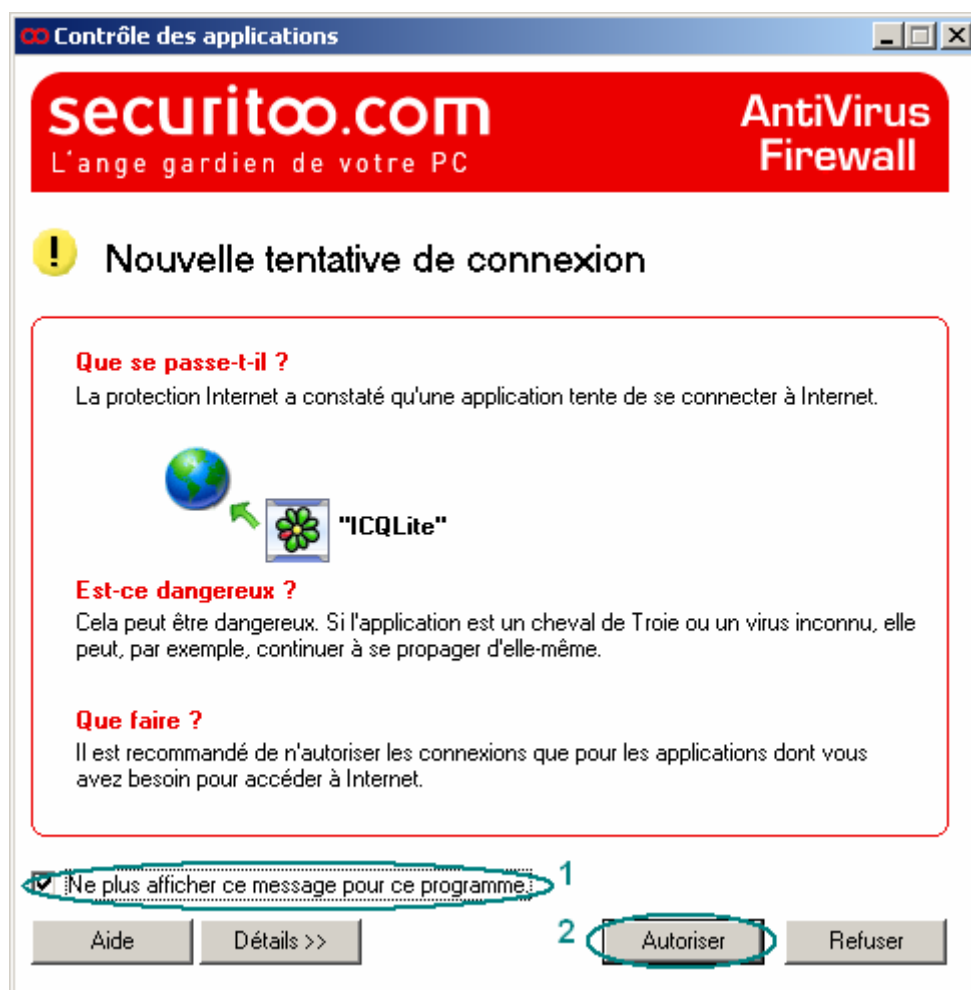 Contrôle des applications
securitoo.com
L'ange gardien de votre PC
AntiVirus
Firewall
! Nouvelle tentative de connexion
Que se passe-t-il ?
La protection Internet a constaté qu'une application tente de se connecter à Internet.
"ICQLite"
Est-ce dangereux ?
Cela peut être dangereux. Si l'application est un cheval de Troie ou un virus inconnu, elle
peut, par exemple, continuer à se propager d'elle-même.
Que faire ?
Il est recommandé de n'autoriser les connexions que pour les applications dont vous
avez besoin pour accéder à Internet.
Ne plus afficher ce message pour ce programme. 1
Aide Détails >> 2 Autoriser Refuser